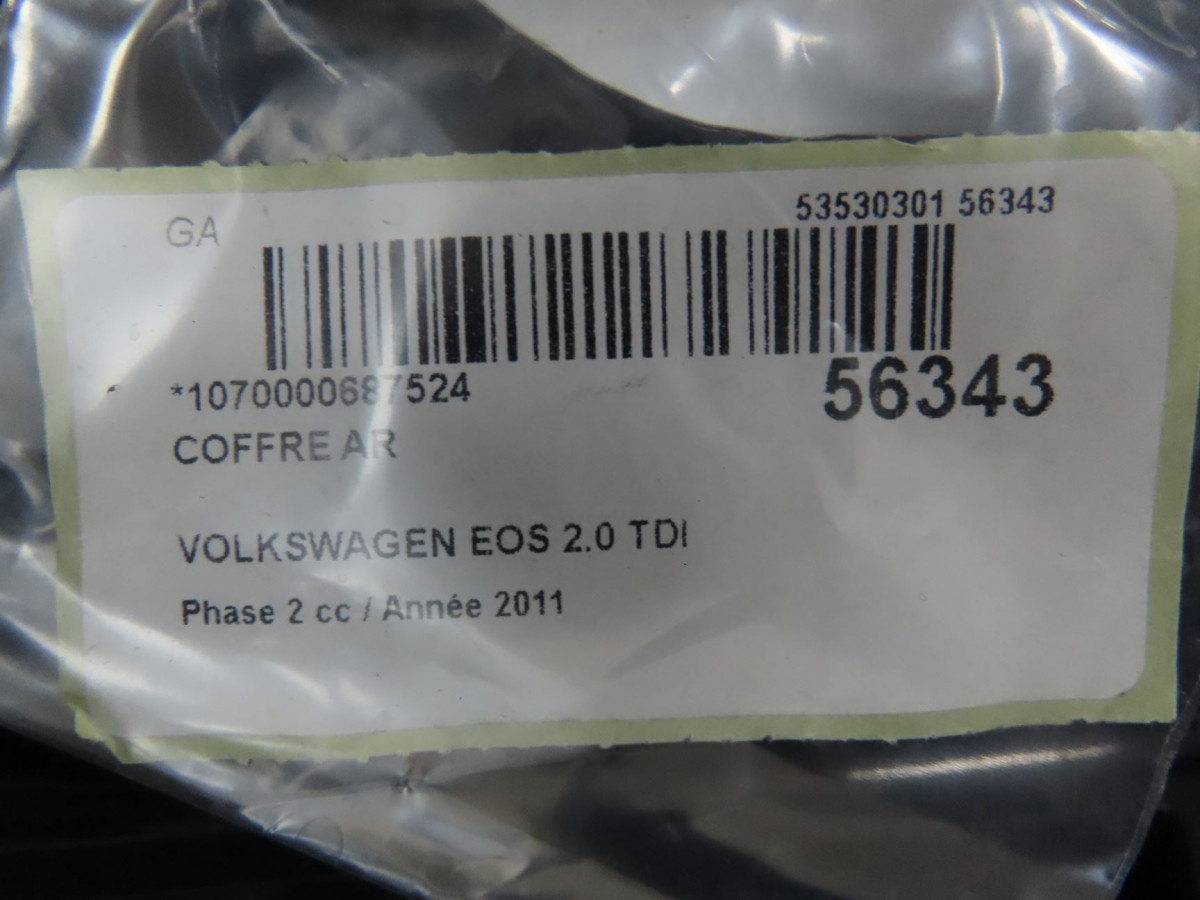 GA
53530301 56343
*1070000687524
56343
COFFRE AR
VOLKSWAGEN EOS 2.0 TDI
Phase 2 cc / Année 2011